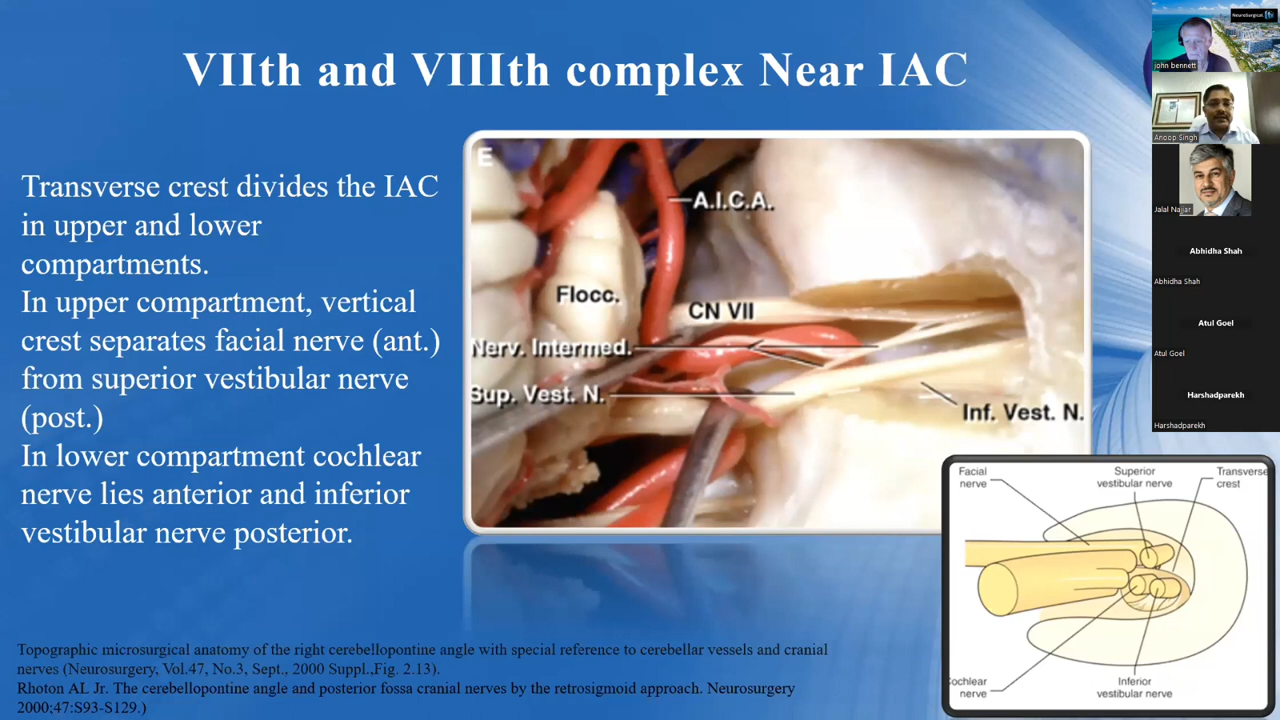 VIIth and VIIIth complex Near IAC
Transverse crest divides the IAC
in upper and lower
compartments.
In upper compartment, vertical
crest separates facial nerve (ant.)
from superior vestibular nerve
(post.)
In lower compartment cochlear
nerve lies anterior and inferior
vestibular nerve posterior.
E
A.I.C.A.
Flocc.
CN VII
Nerv. Intermed.
Sup. Vest. N.
Inf. Vest. N.
Facial
nerve
Superior
vestibular nerve
Transverse
crest
ochlear
nerve
Inferior
vestibular nerve
Topographic microsurgical anatomy of the right cerebellopontine angle with special reference to cerebellar vessels and cranial
nerves (Neurosurgery, Vol.47, No.3, Sept., 2000 Suppl.,Fig. 2.13).
Rhoton AL Jr. The cerebellopontine angle and posterior fossa cranial nerves by the retrosigmoid approach. Neurosurgery
2000;47:S93-S129.)
Neurosurgical
john bennett
Anoop Singh
Jalal Najjar
Abhidha Shah
Abhidha Shah
Atul Goel
Atul Goel
Harshadparekh
Harshadparekh